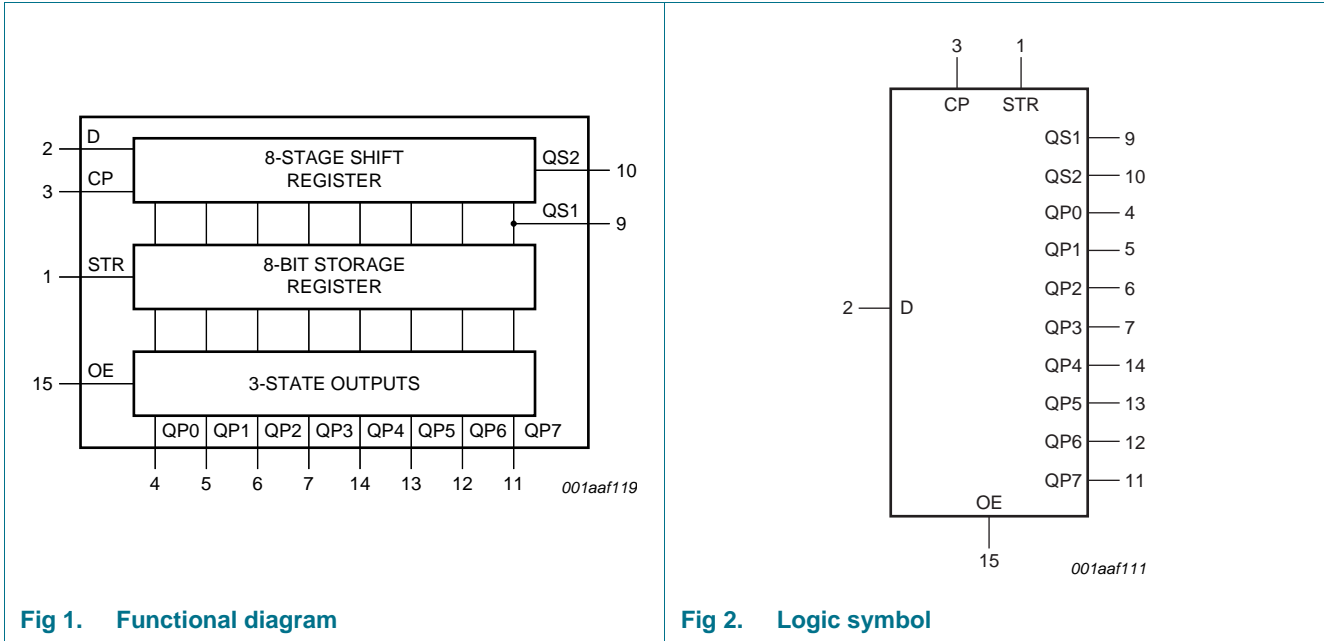 D
2
8-STAGE SHIFT
REGISTER
QS2
10
CP
3
QS1
9
STR
1
8-BIT STORAGE
REGISTER
OE
15
3-STATE OUTPUTS
QP0 QP1 QP2 QP3 QP4 QP5 QP6 QP7
4 5 6 7 14 13 12 11
001aaf119
Fig 1. Functional diagram
3 1
CP STR
QS1 9
QS2 10
QP0 4
QP1 5
QP2 6
2 D
QP3 7
QP4 14
QP5 13
QP6 12
QP7 11
OE
15
001aaf111
Fig 2. Logic symbol